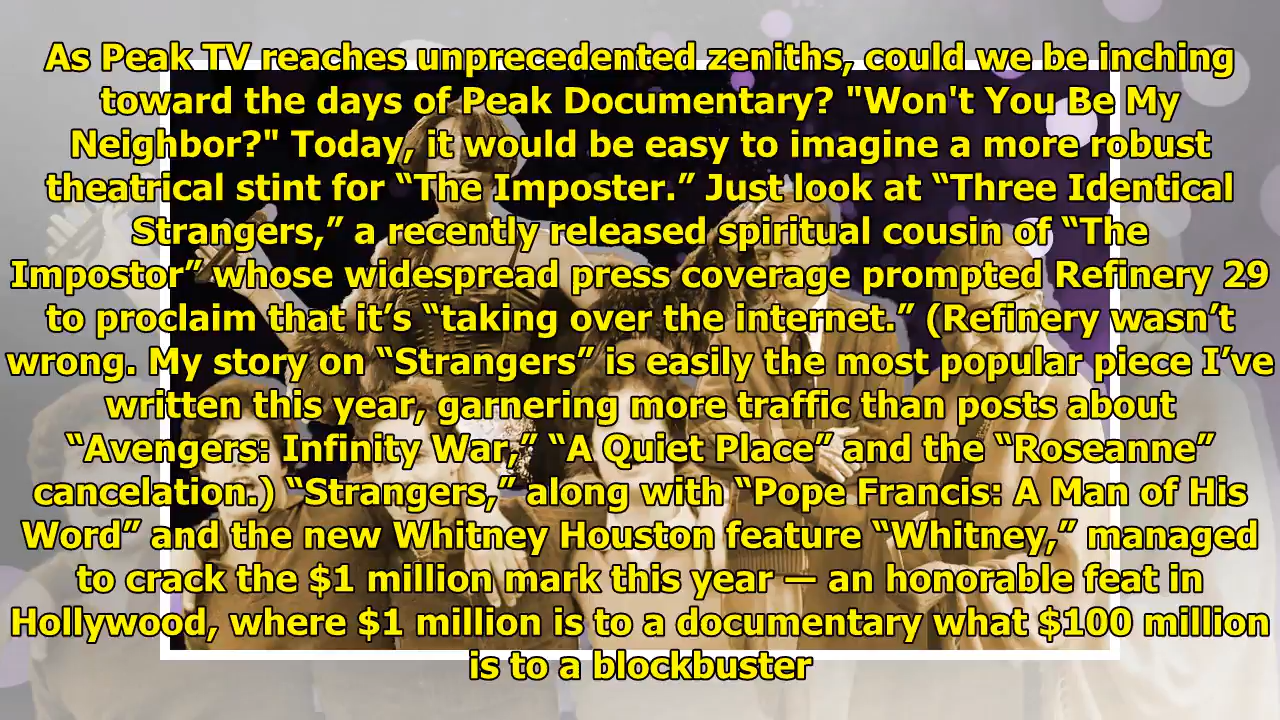 As Peak TV reaches unprecedented zeniths, could we be inching
toward the days of Peak Documentary? "Won't You Be My
Neighbor?" Today, it would be easy to imagine a more robust
theatrical stint for “The Imposter.” Just look at “Three Identical
Strangers,” a recently released spiritual cousin of “The
Impostor” whose widespread press coverage prompted Refinery 29
to proclaim that it’s “taking over the internet.” (Refinery wasn’t
wrong. My story on “Strangers” is easily the most popular piece I’ve
written this year, garnering more traffic than posts about
“Avengers: Infinity War,” “A Quiet Place” and the “Roseanne”
cancelation.) “Strangers,” along with “Pope Francis: A Man of His
Word” and the new Whitney Houston feature “Whitney,” managed
to crack the $1 million mark this year — an honorable feat in
Hollywood, where $1 million is to a documentary what $100 million
is to a blockbuster